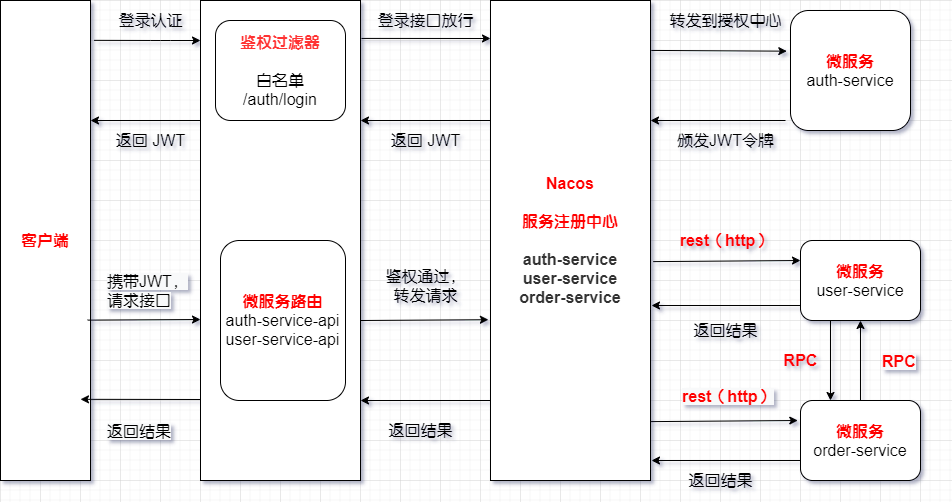 登录认证
登录接口放行
转发到授权中心
鉴权过滤器
白名单
/auth/login
微服务
auth-service
返回 JWT
返回 JWT
颁发JWT令牌
Nacos
服务注册中心
auth-service
user-service
order-service
客户端
携带JWT，
请求接口
微服务路由
auth-service-api
user-service-api
鉴权通过，
转发请求
rest（http）
微服务
user-service
返回结果
RPC
RPC
rest（http）
微服务
order-service
返回结果
返回结果
返回结果